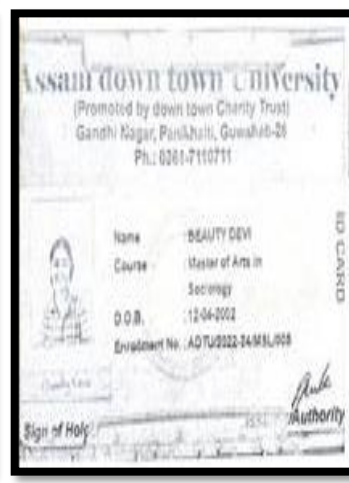 Assam down town University
(Promoted by down town Charity Trust)
Gandhi Nagar, Panikhaiti, Guwahati-26
Ph.: 0361-7110711
Name : BEAUTY DEVI
Course : Master of Arts in
Sociology
D.O.B. : 12-04-2002
Enrollment No. : ADTU/2022-24/MSL/008
ID CARD
Sign of Hol
Authority